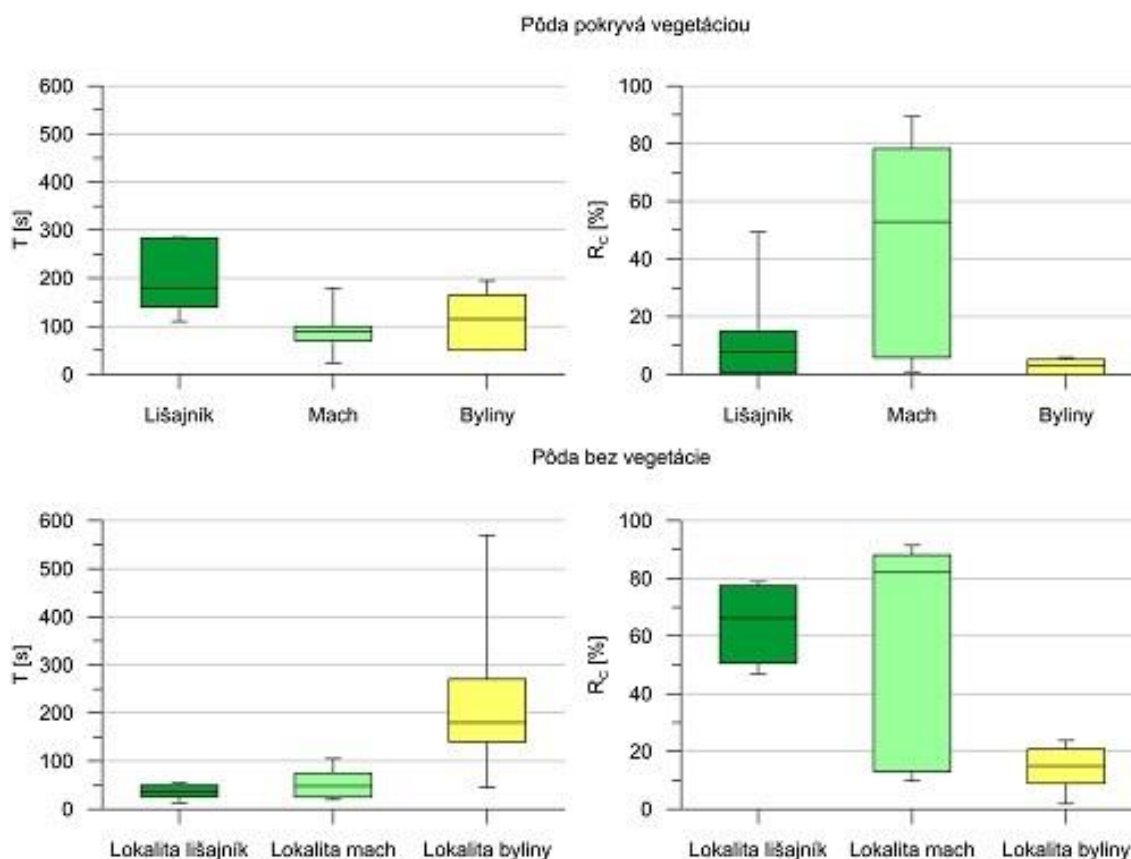 Pôda pokryvá vegetáciou
600
500
400
300
200
100
0
T [s]
Lišajník
Mach
Byliny
100
80
60
40
20
0
R_C [%]
Lišajník
Mach
Byliny
Pôda bez vegetácie
600
500
400
300
200
100
0
T [s]
Lokalita lišajník
Lokalita mach
Lokalita byliny
100
80
60
40
20
0
R_C [%]
Lokalita lišajník
Lokalita mach
Lokalita byliny